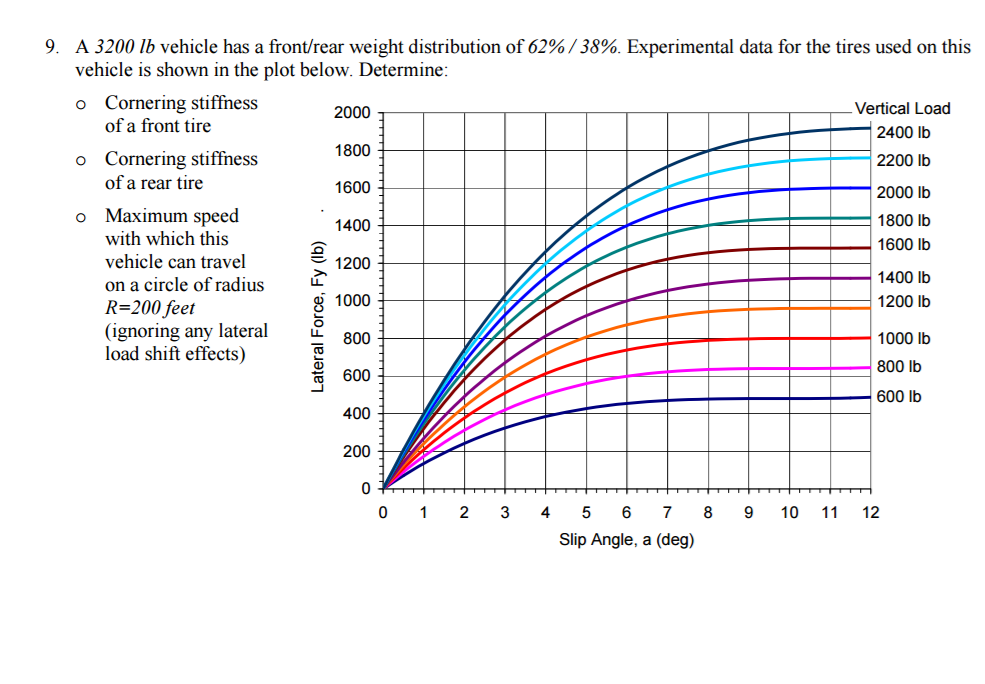 9. A 3200 lb vehicle has a front/rear weight distribution of 62% / 38%. Experimental data for the tires used on this
vehicle is shown in the plot below. Determine:
o Cornering stiffness
of a front tire
o Cornering stiffness
of a rear tire
o Maximum speed
with which this
vehicle can travel
on a circle of radius
R=200 feet
(ignoring any lateral
load shift effects)
Lateral Force, Fy (lb)
2000
1800
1600
1400
1200
1000
800
600
400
200
0
0 1 2 3 4 5 6 7 8 9 10 11 12
Slip Angle, a (deg)
Vertical Load
2400 lb
2200 lb
2000 lb
1800 lb
1600 lb
1400 lb
1200 lb
1000 lb
800 lb
600 lb